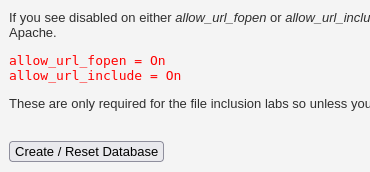 If you see disabled on either allow_url_fopen or
Apache.
allow_url_fopen = On
allow_url_include = On
These are only required for the file inclusion labs so unless you
Create / Reset Database